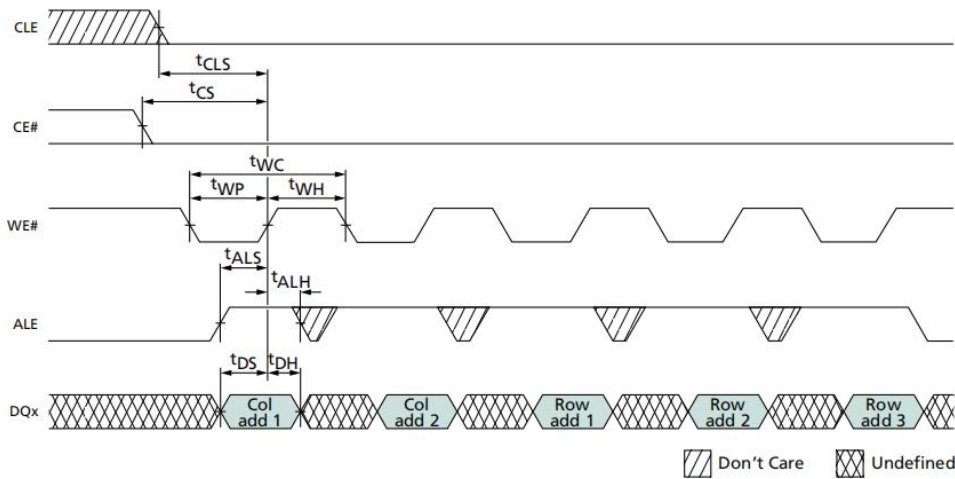 CLE
tCLS
tCS
CE#
tWC
tWP
tWH
WE#
tALS
tALH
ALE
tDS
tDH
DQx
Col
add 1
Col
add 2
Row
add 1
Row
add 2
Row
add 3
Don't Care
Undefined